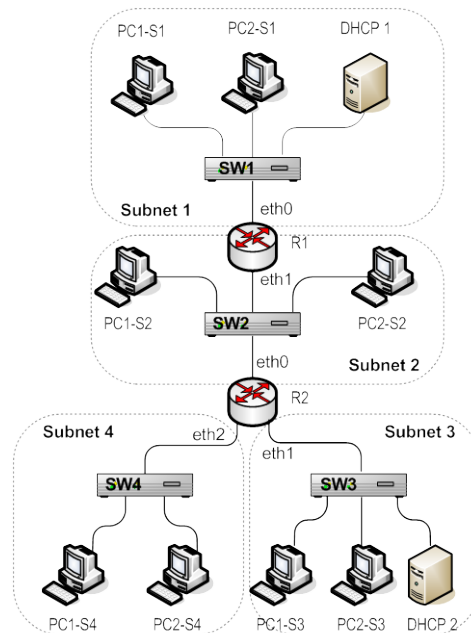 PC1-S1
PC2-S1
DHCP 1
SW1
Subnet 1
eth0
R1
eth1
PC1-S2
SW2
PC2-S2
eth0
Subnet 2
R2
Subnet 4
Subnet 3
eth2
eth1
SW4
SW3
PC1-S4
PC2-S4
PC1-S3
PC2-S3
DHCP 2